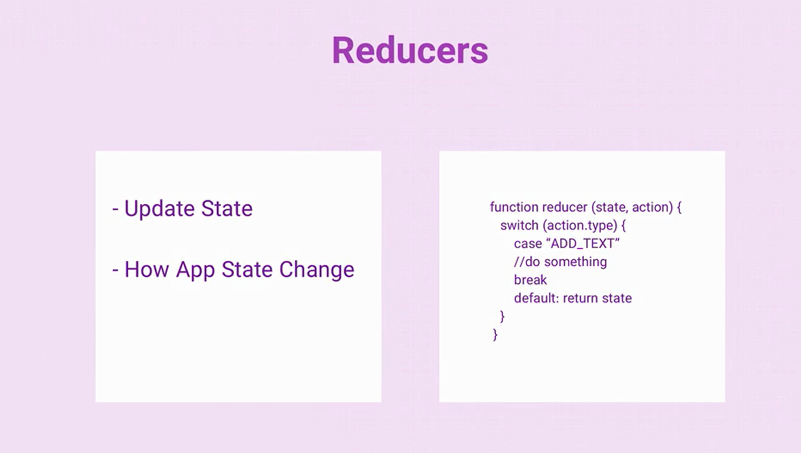 Reducers
- Update State
- How App State Change
function reducer (state, action) {
switch (action.type) {
case “ADD_TEXT”
//do something
break
default: return state
}
}